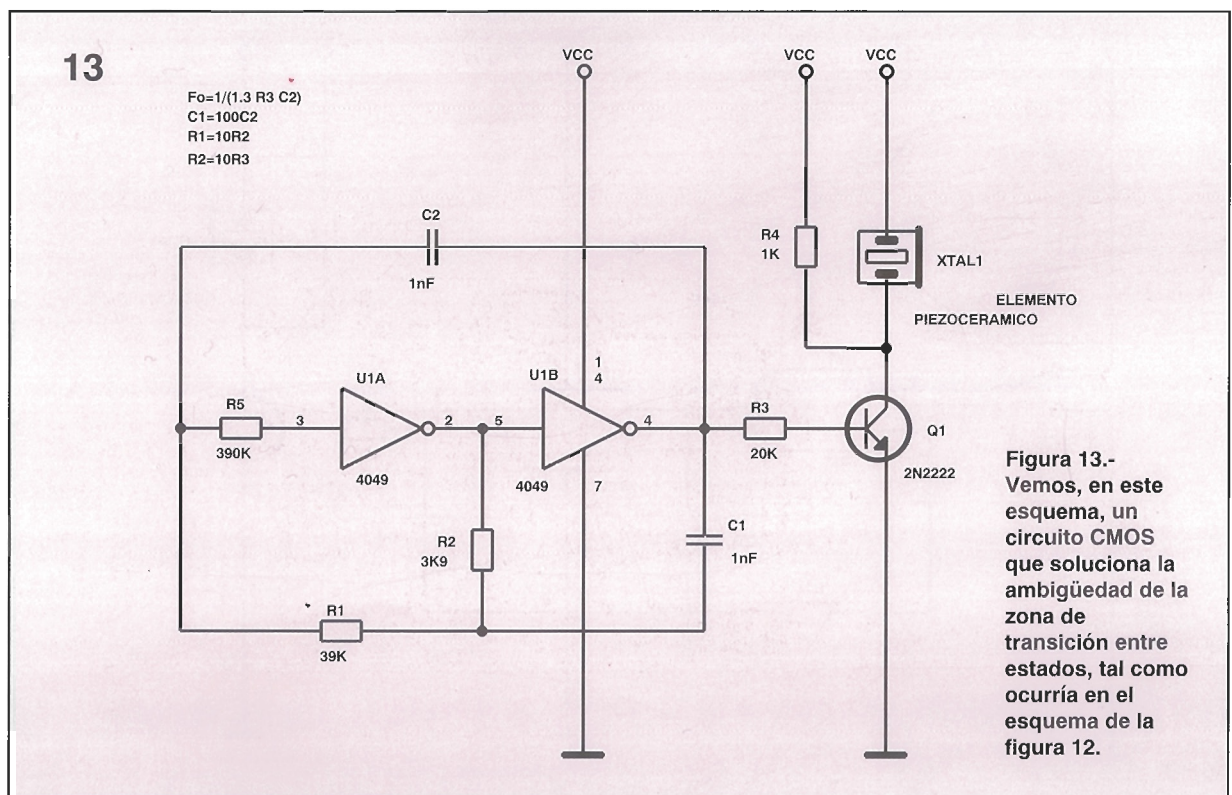 13
Fo=1/(1.3 R3 C2)
C1=100C2
R1=10R2
R2=10R3
VCC
VCC
VCC
C2
1nF
R4
1K
XTAL1
ELEMENTO
PIEZOCERAMICO
R5
390K
3
U1A
4049
2
5
U1B
4049
1
4
4
7
R3
20K
Q1
2N2222
R2
3K9
C1
1nF
R1
39K
Figura 13.-
Vemos, en este
esquema, un
circuito CMOS
que soluciona la
ambigüedad de la
zona de
transición entre
estados, tal como
ocurría en el
esquema de la
figura 12.